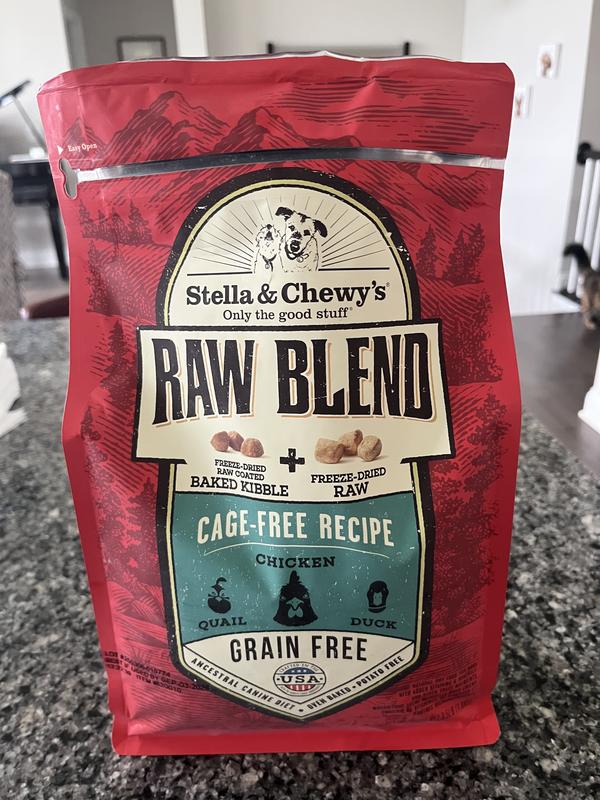 Easy Open
Stella & Chewy's®
Only the good stuff®
RAW BLEND
FREEZE-DRIED
RAW COATED
BAKED KIBBLE
+
FREEZE-DRIED
RAW
CAGE-FREE RECIPE
CHICKEN
QUAIL
DUCK
GRAIN FREE
USA
ANCESTRAL CANINE DIET • OVEN BAKED • POTATO FREE